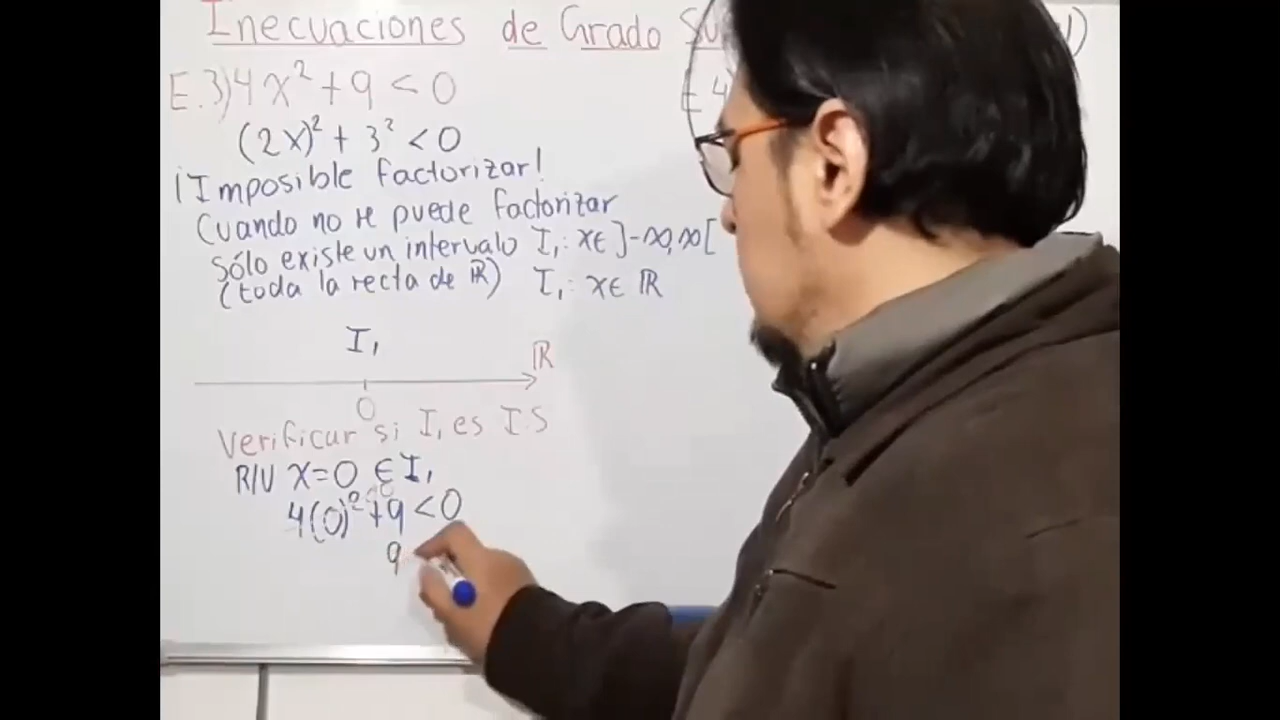 Inecuaciones de Grado
E.3) 4x² + 9 < 0
(2x)² + 3² < 0
¡Imposible factorizar!
Cuando no se puede factorizar
Sólo existe un intervalo I₁: x∈ ]-∞,∞[
(toda la recta de ℝ) I₁: x∈ ℝ
I₁
ℝ
0
Verificar si I₁ es I.S
R/V x=0 ∈ I₁
4(0)² + 9 < 0
9